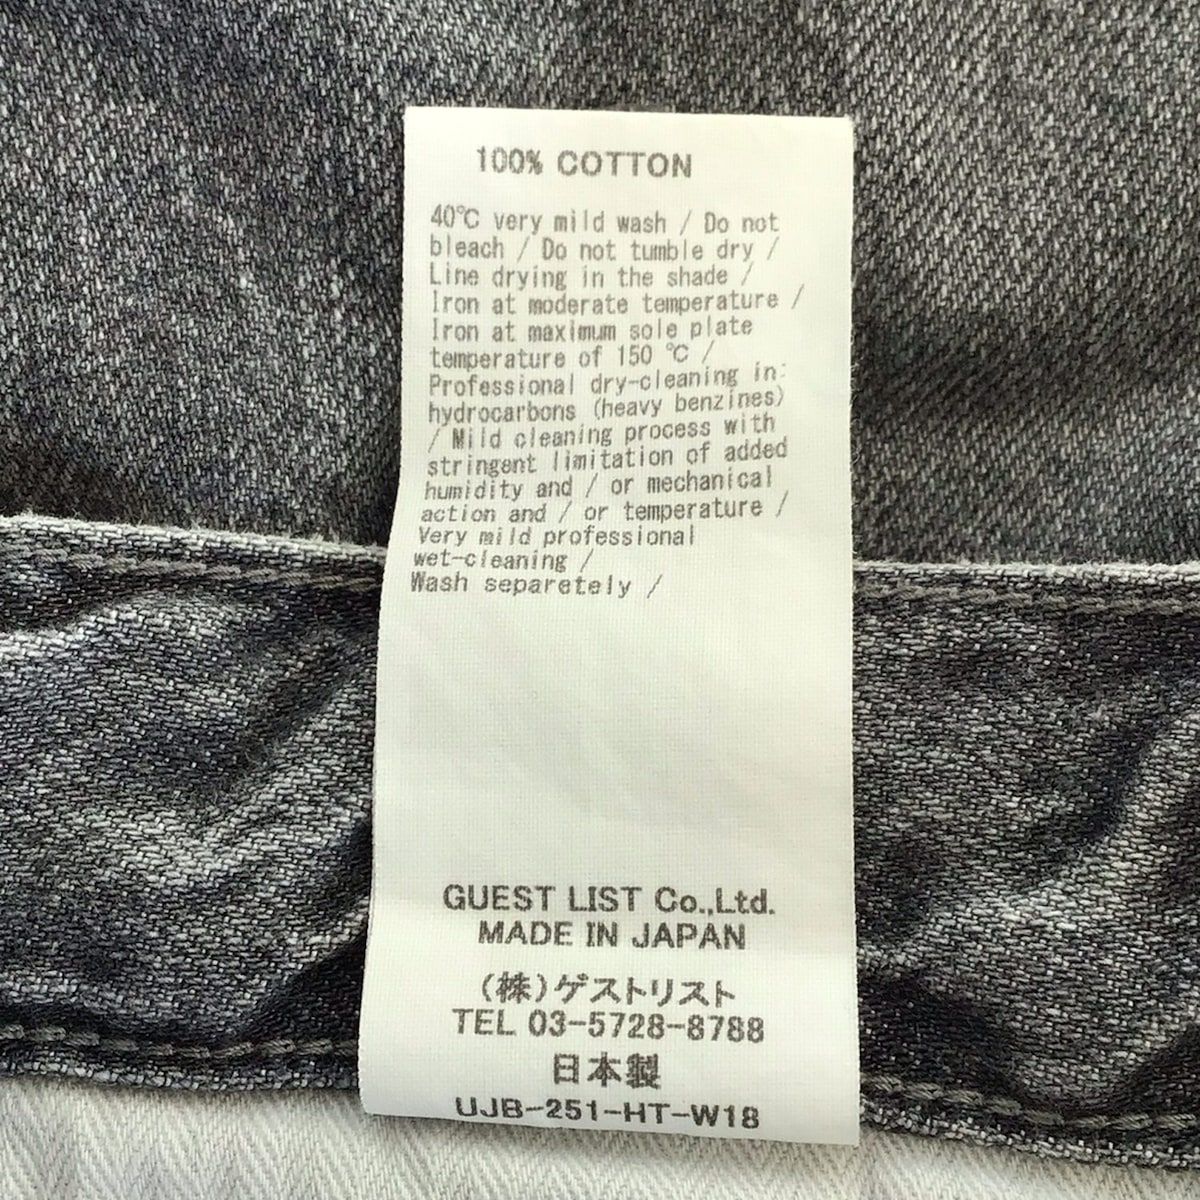 100% COTTON
40℃ very mild wash / Do not
bleach / Do not tumble dry /
Line drying in the shade /
Iron at moderate temperature /
Iron at maximum sole plate
temperature of 150 ℃ /
Professional dry-cleaning in:
hydrocarbons (heavy benzines)
/ Mild cleaning process with
stringent limitation of added
humidity and / or mechanical
action and / or temperature /
Very mild professional
wet-cleaning /
Wash separetely /
GUEST LIST Co.,Ltd.
MADE IN JAPAN
(株)ゲストリスト
TEL 03-5728-8788
日本製
UJB-251-HT-W18